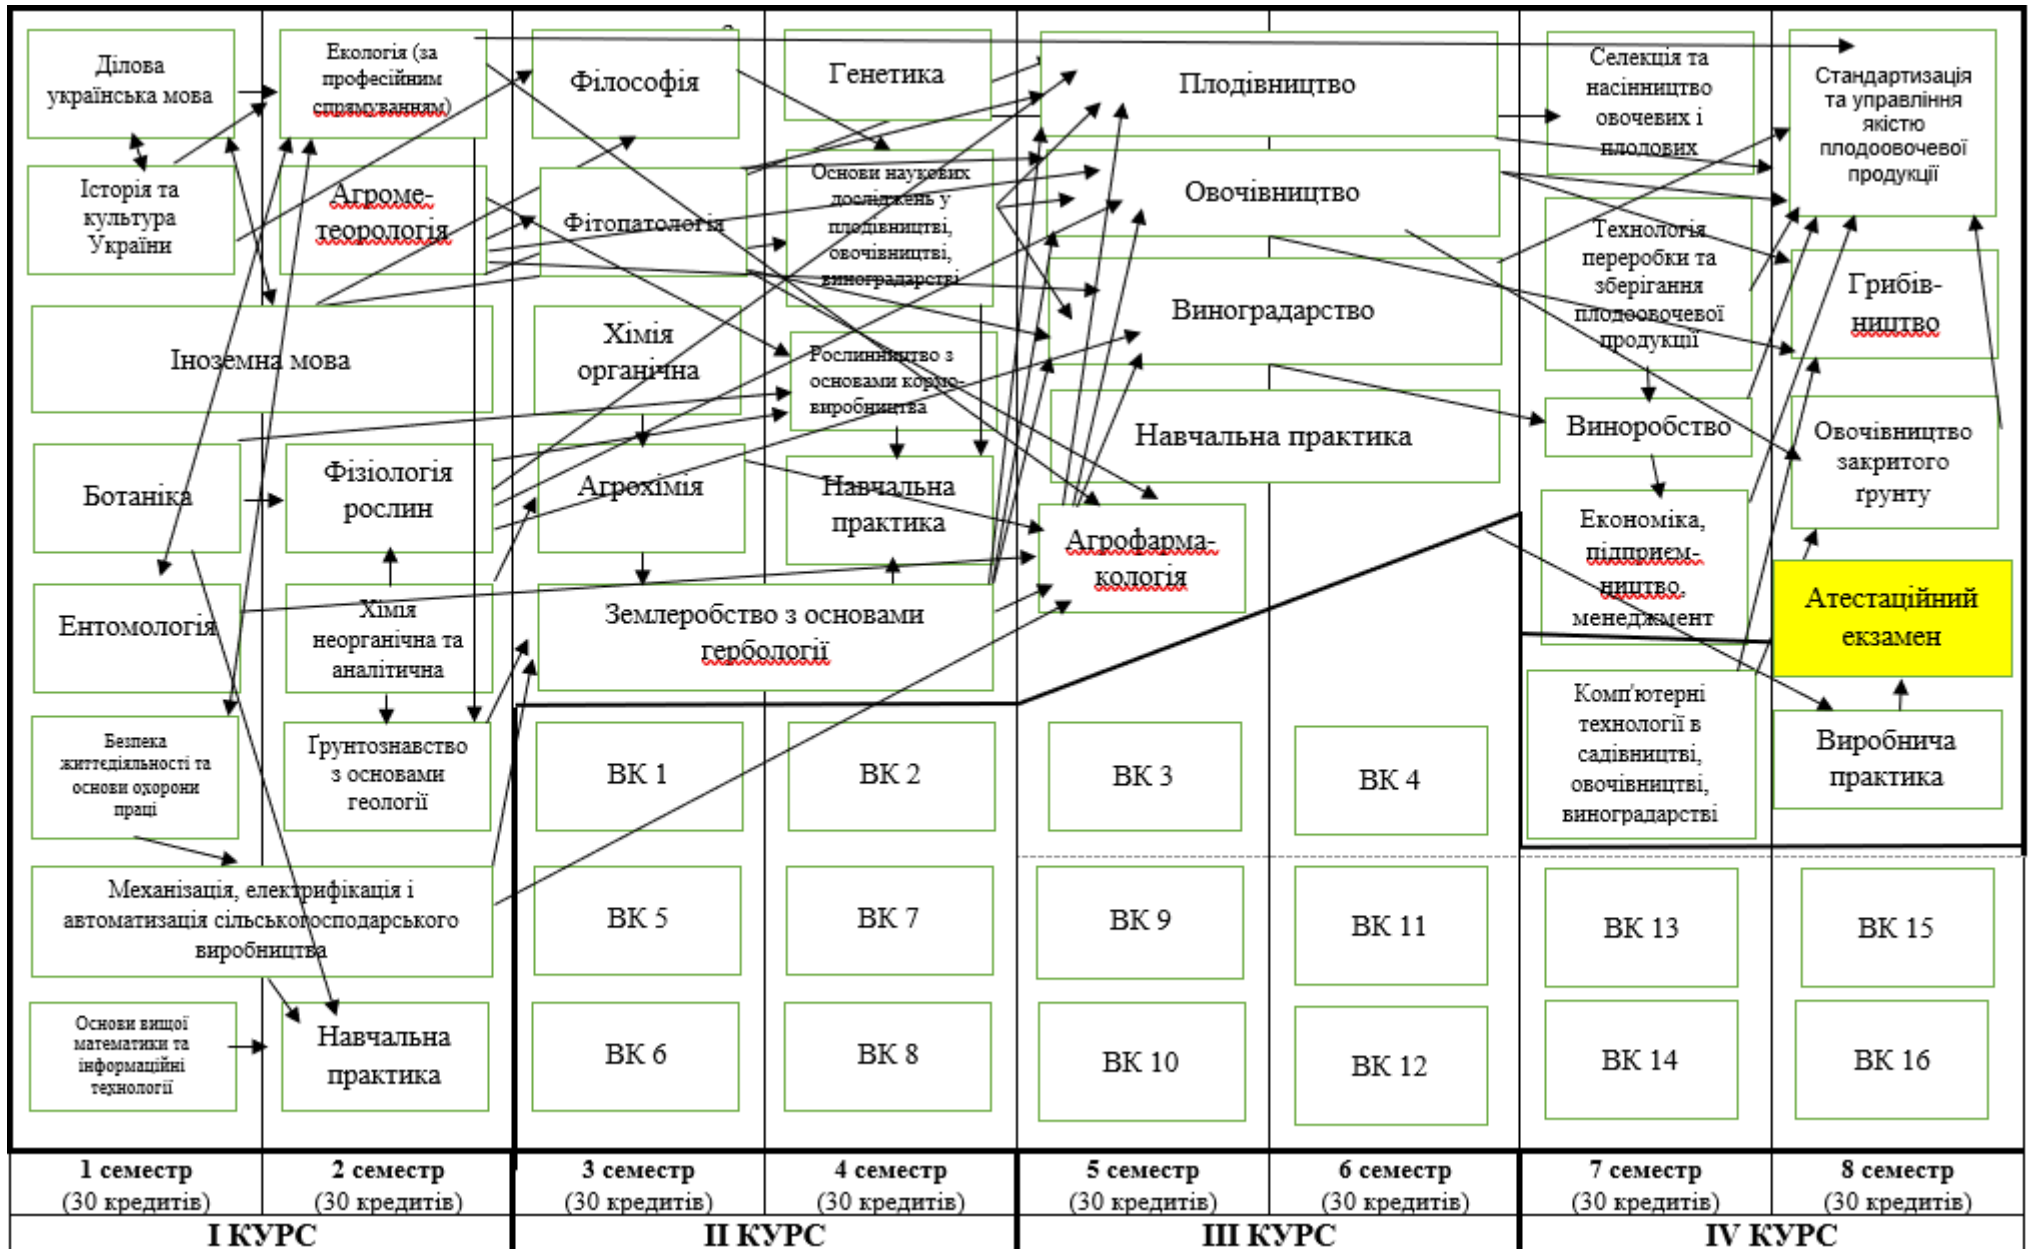 Ділова
українська мова
Історія та
культура
України
Іноземна мова
Ботаніка
Ентомологія
Безпека
життєдіяльності та
основи охорони
праці
Механізація, електрифікація і
автоматизація сільськогосподарського
виробництва
Основи вищої
математики та
інформаційні
технології
Екологія (за
професійним
спрямуванням)
Агроме-
теорологія
Фізіологія
рослин
Хімія
неорганічна та
аналітична
Ґрунтознавство
з основами
геології
Навчальна
практика
Філософія
Фітопатологія
Хімія
органічна
Агрохімія
Землеробство з основами
гербології
ВК 1
ВК 5
ВК 6
Генетика
Основи наукових
досліджень у
плодівництві,
овочівництві,
виноградарстві
Рослинництво з
основами кормо-
виробництва
Навчальна
практика
ВК 2
ВК 7
ВК 8
Плодівництво
Овочівництво
Виноградарство
Навчальна практика
Агрофарма-
кологія
ВК 3
ВК 9
ВК 10
ВК 4
ВК 11
ВК 12
Селекція та
насінництво
овочевих і
плодових
Технологія
переробки та
зберігання
плодоовочевої
продукції
Виноробство
Економіка,
підприєм-
ництво,
менеджмент
Комп'ютерні
технології в
садівництві,
овочівництві,
виноградарстві
ВК 13
ВК 14
Стандартизація
та управління
якістю
плодоовочевої
продукції
Грибів-
ництво
Овочівництво
закритого
ґрунту
Атестаційний
екзамен
Виробнича
практика
ВК 15
ВК 16
1 семестр
(30 кредитів)
2 семестр
(30 кредитів)
3 семестр
(30 кредитів)
4 семестр
(30 кредитів)
5 семестр
(30 кредитів)
6 семестр
(30 кредитів)
7 семестр
(30 кредитів)
8 семестр
(30 кредитів)
І КУРС
ІІ КУРС
ІІІ КУРС
ІV КУРС